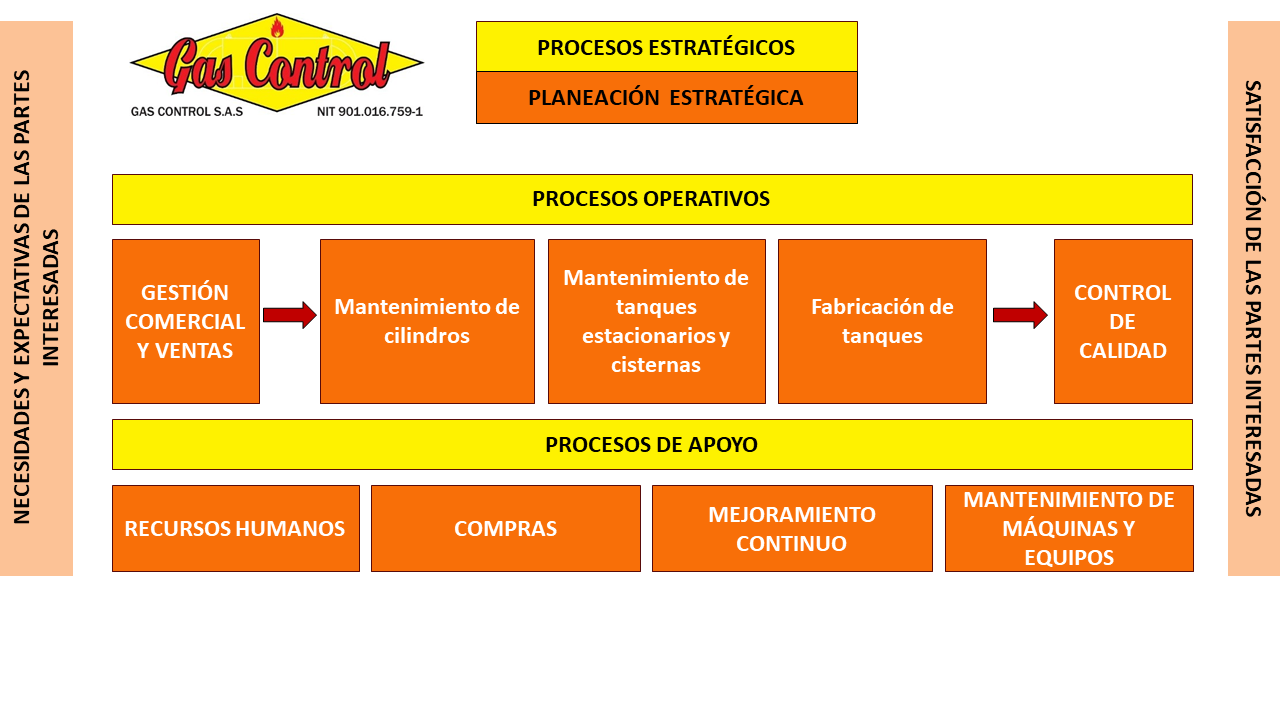 NECESIDADES Y EXPECTATIVAS DE LAS PARTES
INTERESADAS
Gas Control
GAS CONTROL S.A.S NIT 901.016.759-1
PROCESOS ESTRATÉGICOS
PLANEACIÓN ESTRATÉGICA
PROCESOS OPERATIVOS
GESTIÓN
COMERCIAL
Y VENTAS
Mantenimiento de
cilindros
Mantenimiento de
tanques
estacionarios y
cisternas
Fabricación de
tanques
CONTROL
DE
CALIDAD
PROCESOS DE APOYO
RECURSOS HUMANOS
COMPRAS
MEJORAMIENTO
CONTINUO
MANTENIMIENTO DE
MÁQUINAS Y
EQUIPOS
SATISFACCIÓN DE LAS PARTES INTERESADAS